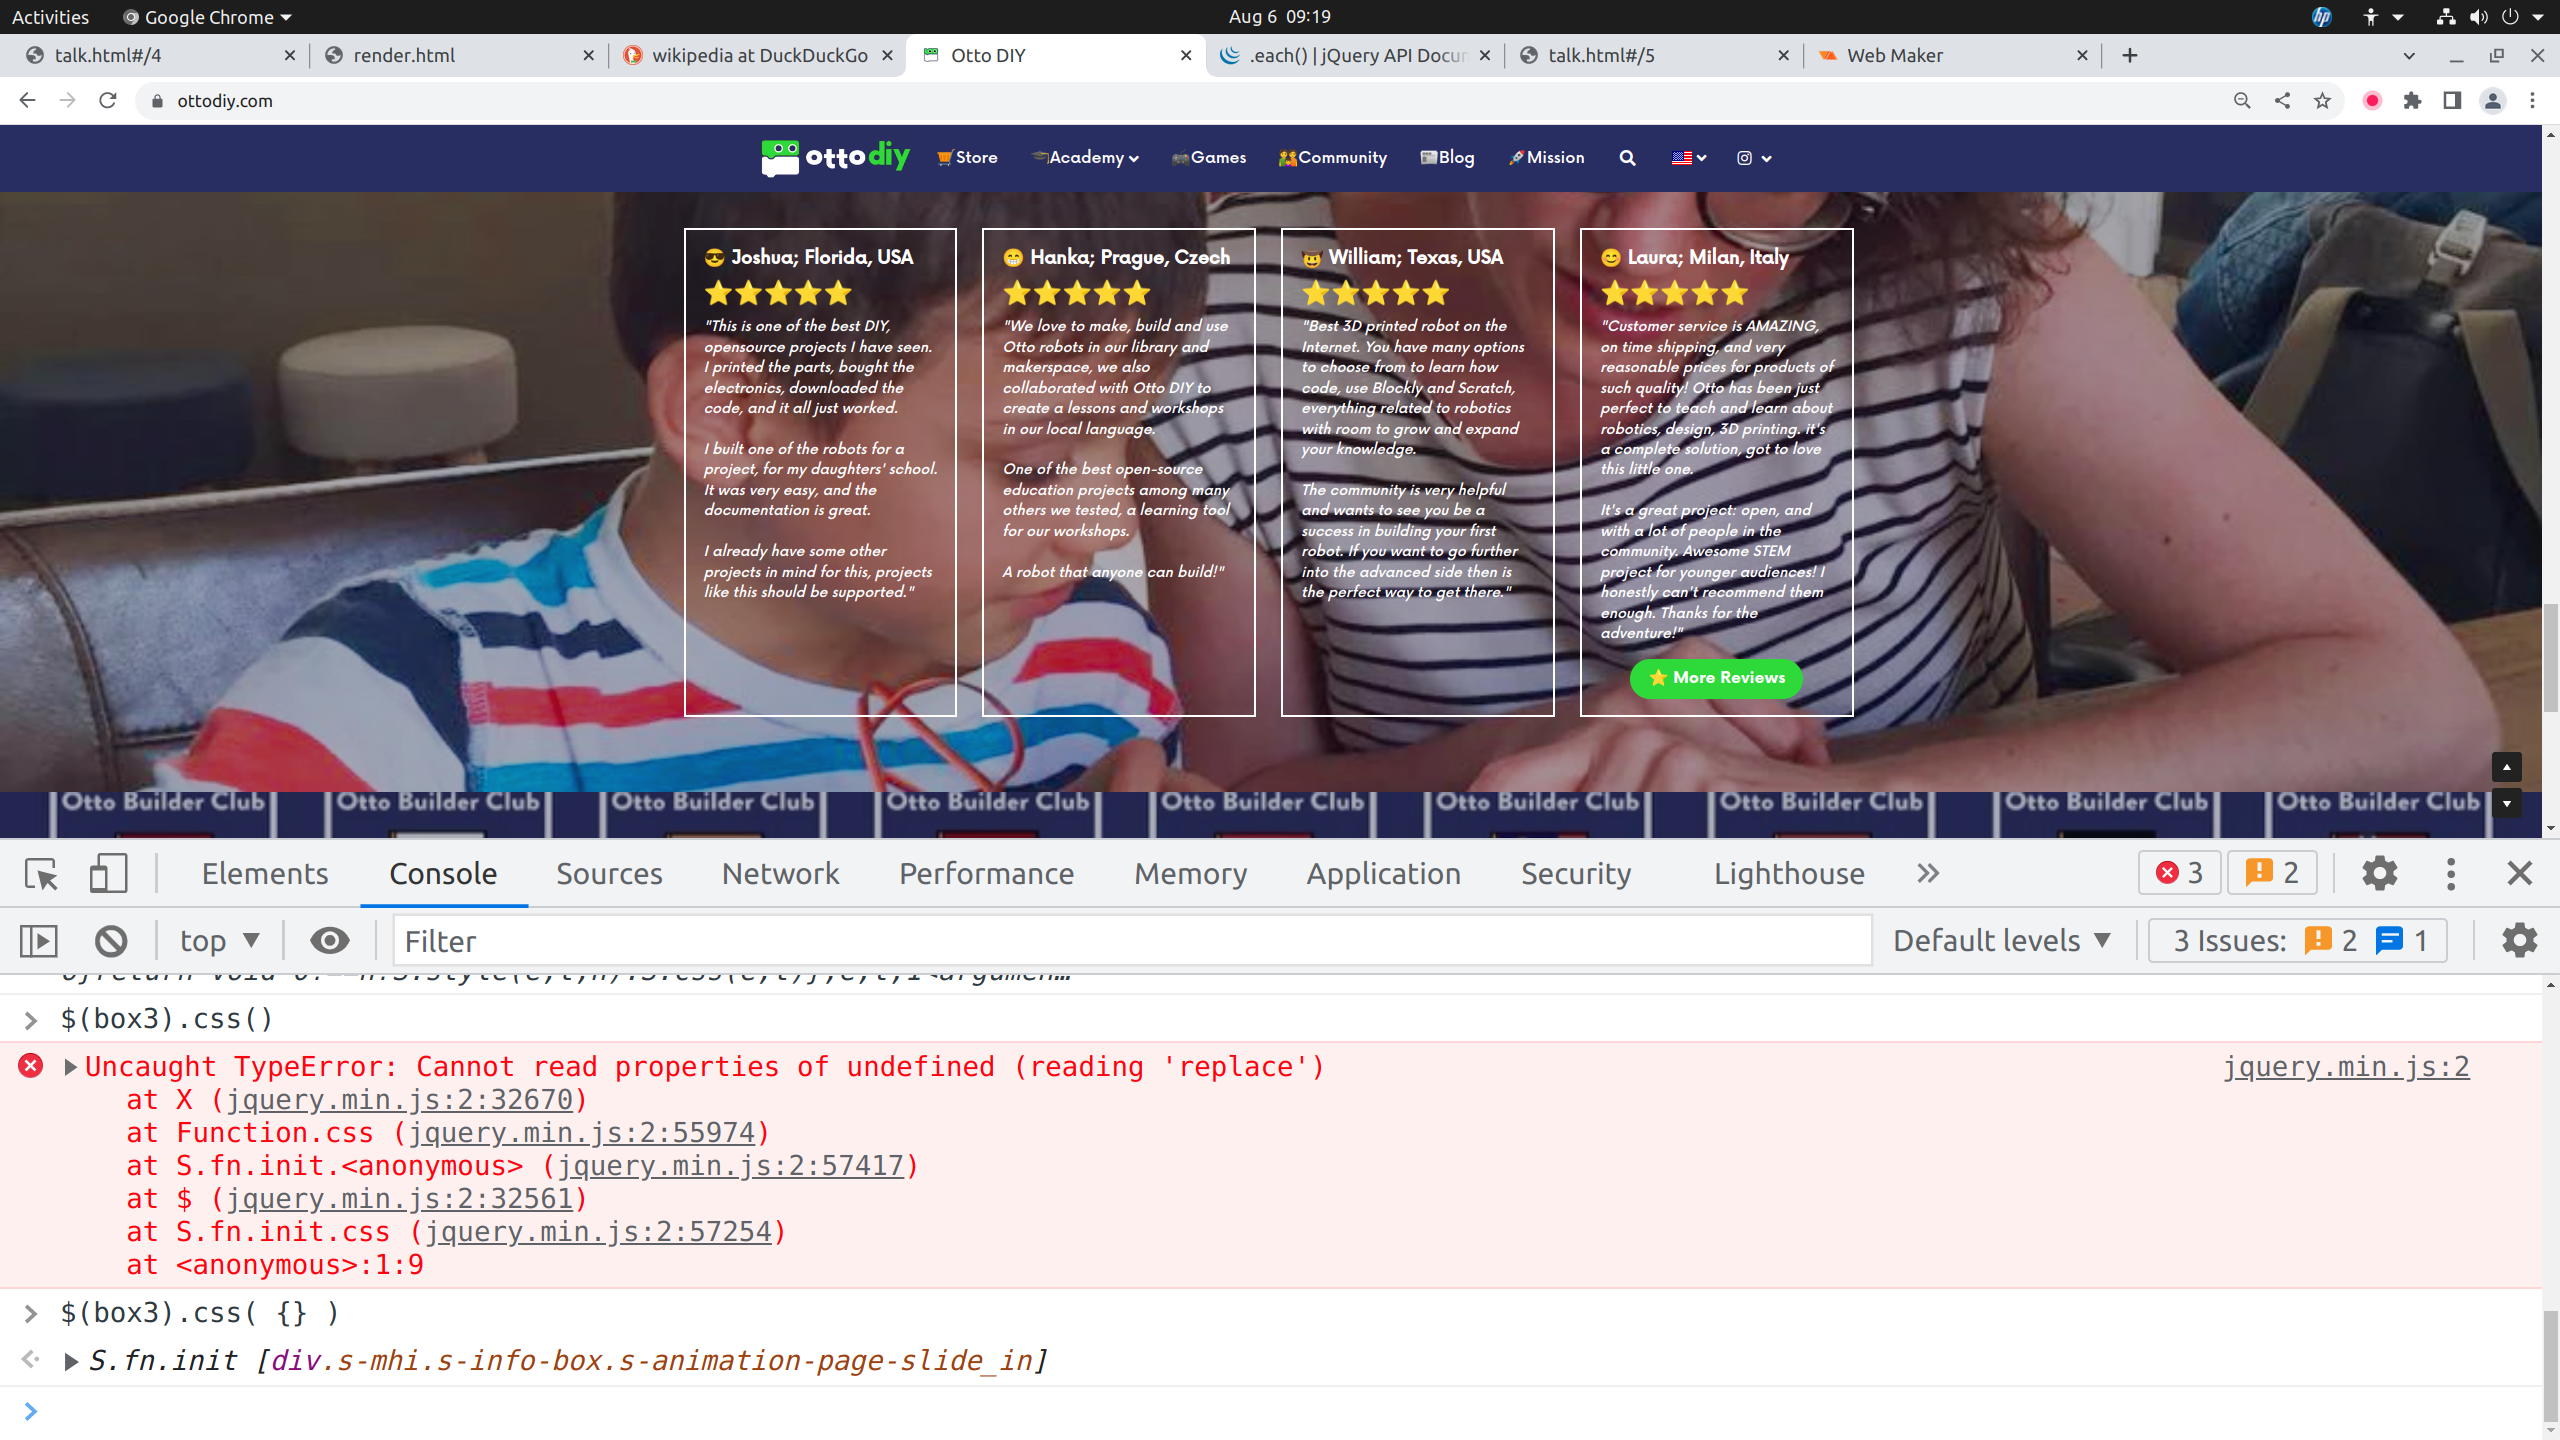 Activities
Google Chrome
Aug 6 09:19
talk.html#/4
render.html
wikipedia at DuckDuckGo
Otto DIY
.each() | jQuery API Docum
talk.html#/5
Web Maker
ottodiy.com
otto diy
Store
Academy
Games
Community
Blog
Mission
Joshua; Florida, USA
"This is one of the best DIY,
opensource projects I have seen.
I printed the parts, bought the
electronics, downloaded the
code, and it all just worked.
I built one of the robots for a
project, for my daughters' school.
It was very easy, and the
documentation is great.
I already have some other
projects in mind for this, projects
like this should be supported."
Hanka; Prague, Czech
"We love to make, build and use
Otto robots in our library and
makerspace, we also
collaborated with Otto DIY to
create a lessons and workshops
in our local language.
One of the best open-source
education projects among many
others we tested, a learning tool
for our workshops.
A robot that anyone can build!"
William; Texas, USA
"Best 3D printed robot on the
Internet. You have many options
to choose from to learn how
code, use Blockly and Scratch,
everything related to robotics
with room to grow and expand
your knowledge.
The community is very helpful
and wants to see you be a
success in building your first
robot. If you want to go further
into the advanced side then is
the perfect way to get there."
Laura; Milan, Italy
"Customer service is AMAZING,
on time shipping, and very
reasonable prices for products of
such quality! Otto has been just
perfect to teach and learn about
robotics, design, 3D printing. it's
a complete solution, got to love
this little one.
It's a great project: open, and
with a lot of people in the
community. Awesome STEM
project for younger audiences! I
honestly can't recommend them
enough. Thanks for the
adventure!"
More Reviews
Otto Builder Club
Otto Builder Club
Otto Builder Club
Otto Builder Club
Otto Builder Club
Otto Builder Club
Otto Builder Club
Otto Builder Club
Otto Builder Club
Elements
Console
Sources
Network
Performance
Memory
Application
Security
Lighthouse
3
2
top
Filter
Default levels
3 Issues:
2
1
$(box3).css()
Uncaught TypeError: Cannot read properties of undefined (reading 'replace')
jquery.min.js:2
at X (jquery.min.js:2:32670)
at Function.css (jquery.min.js:2:55974)
at S.fn.init.<anonymous> (jquery.min.js:2:57417)
at $ (jquery.min.js:2:32561)
at S.fn.init.css (jquery.min.js:2:57254)
at <anonymous>:1:9
$(box3).css( {} )
S.fn.init [div.s-mhi.s-info-box.s-animation-page-slide_in]